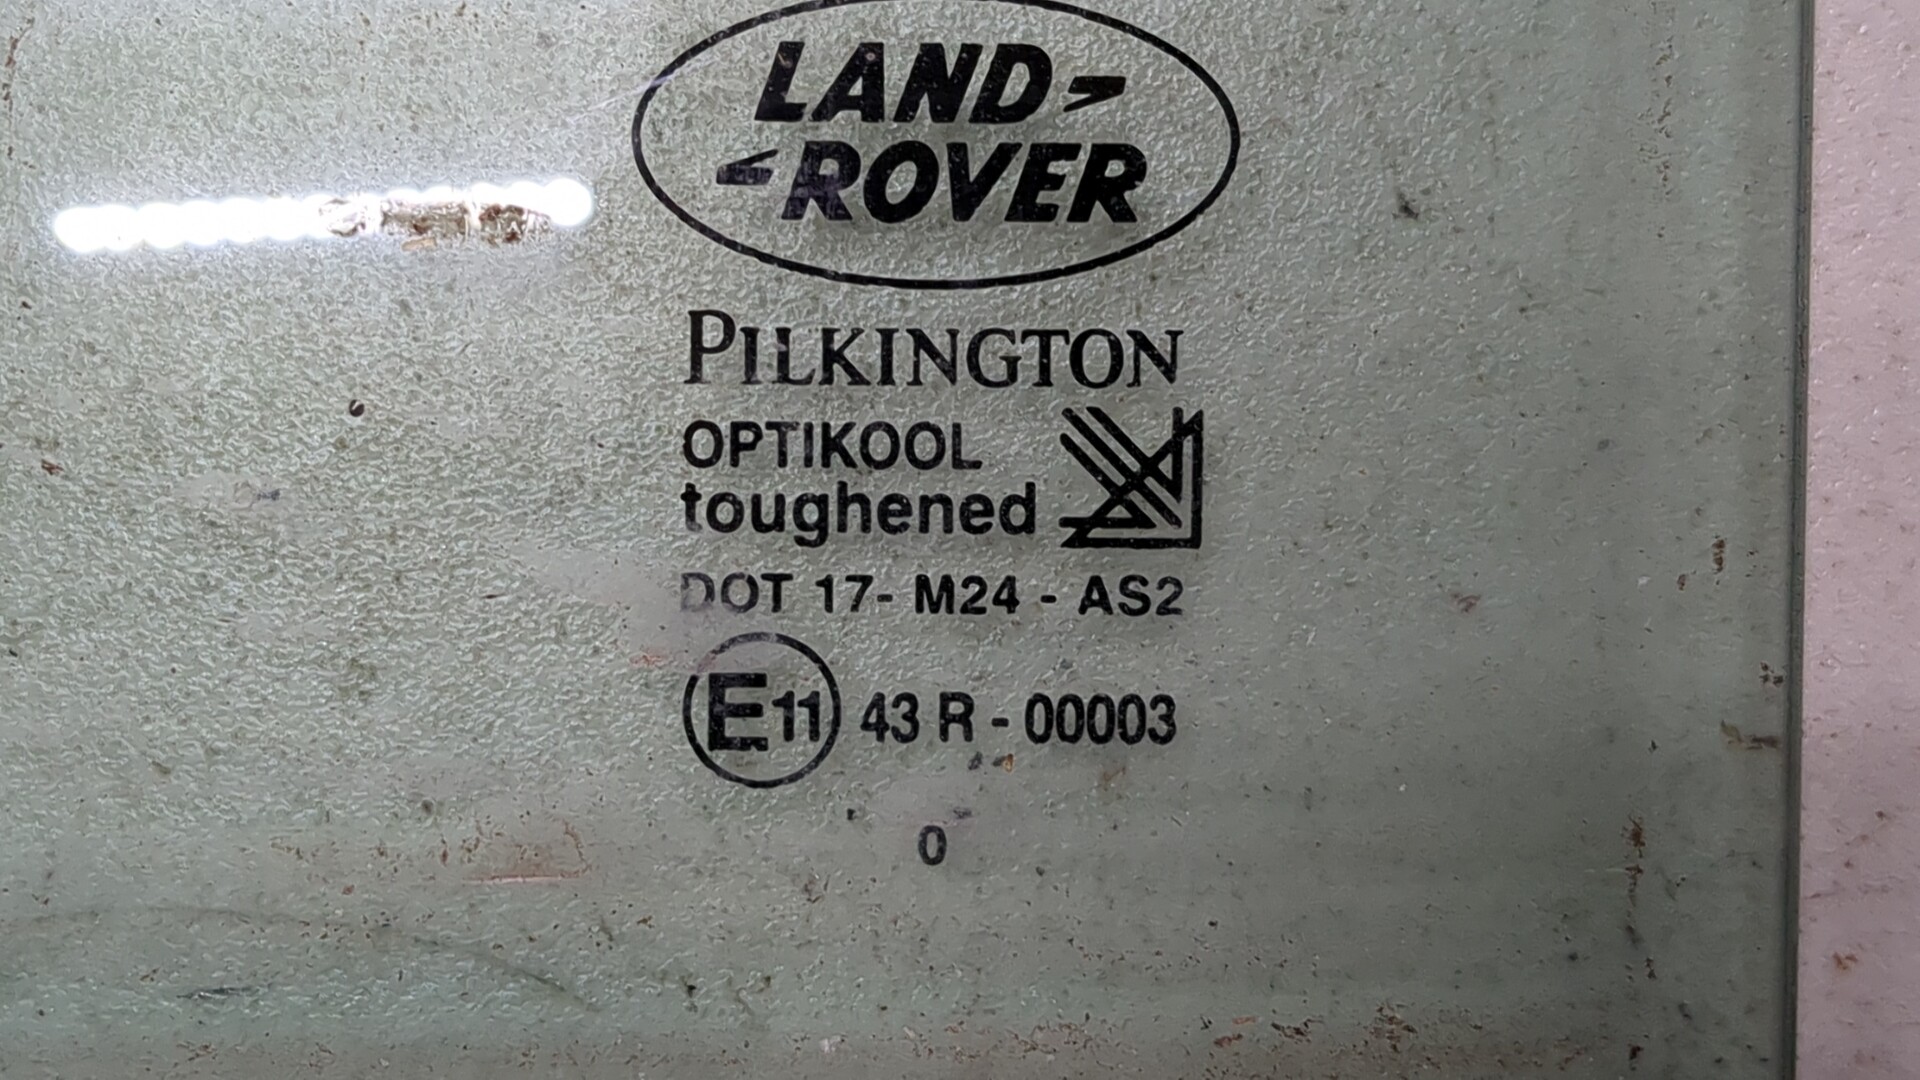 LAND
ROVER
PILKINGTON
OPTIKOOL
toughened
DOT 17- M24 - AS2
E11 43 R - 00003
0